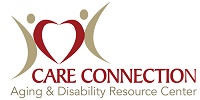 CARE CONNECTION
Aging & Disability Resource Center